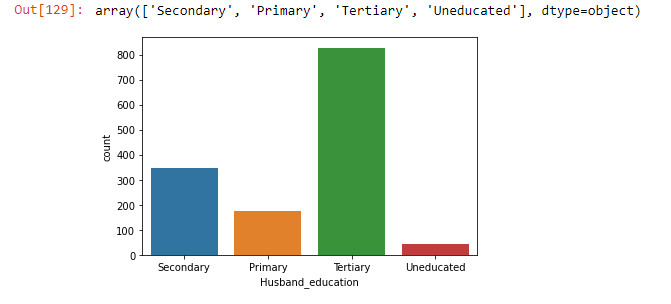 Out[129]: array(['Secondary', 'Primary', 'Tertiary', 'Uneducated'], dtype=object)
800
700
600
500
400
300
200
100
0
count
Secondary Primary Tertiary Uneducated
Husband_education